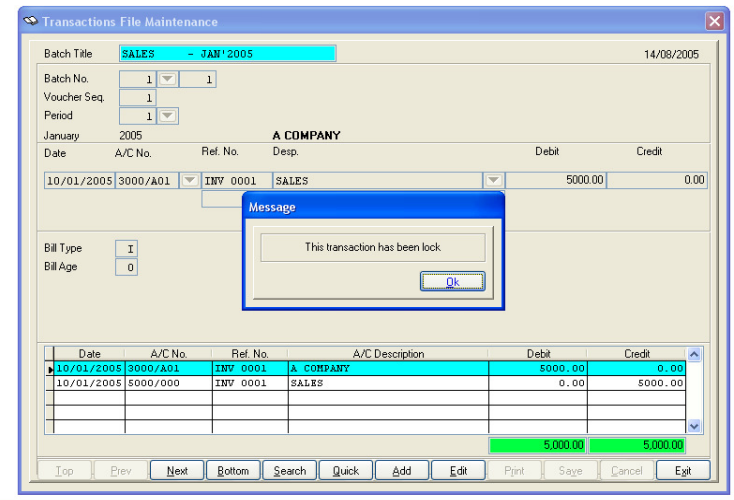 Transactions File Maintenance
Batch Title SALES - JAN'2005 14/08/2005
Batch No. 1 1
Voucher Seq. 1
Period 1
January 2005 A COMPANY
Date A/C No. Ref. No. Desp. Debit Credit
10/01/2005 3000/A01 INV 0001 SALES 5000.00 0.00
Message
This transaction has been lock
Ok
Bill Type I
Bill Age 0
Date A/C No. Ref. No. A/C Description Debit Credit
10/01/2005 3000/A01 INV 0001 A COMPANY 5000.00 0.00
10/01/2005 5000/000 INV 0001 SALES 0.00 5000.00
5,000.00 5,000.00
Top Prev Next Bottom Search Quick Add Edit Print Save Cancel Exit